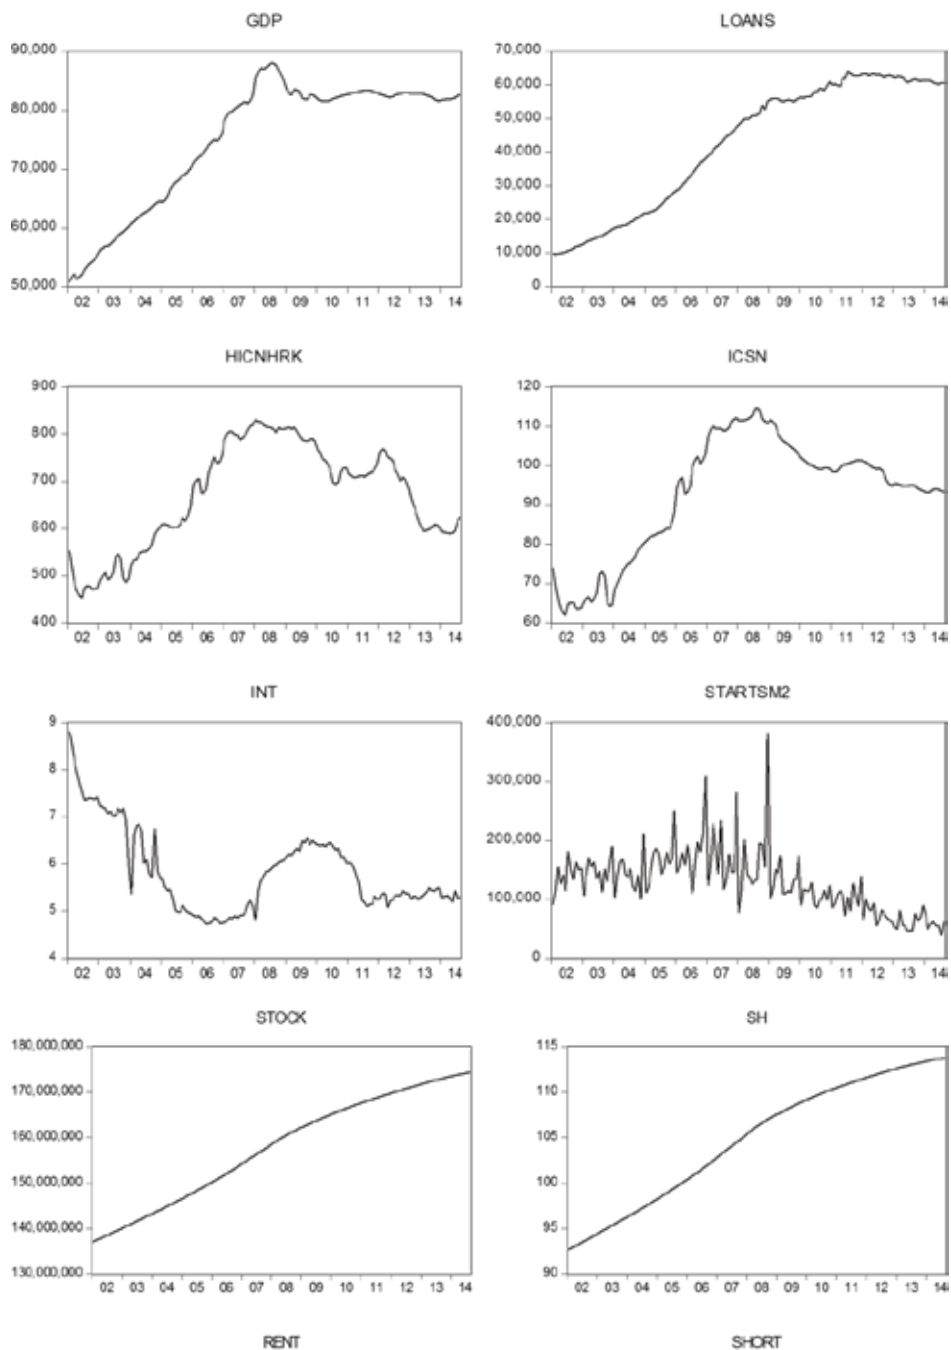 GDP
90,000
80,000
70,000
60,000
50,000
02 03 04 05 06 07 08 09 10 11 12 13 14
LOANS
70,000
60,000
50,000
40,000
30,000
20,000
10,000
0
02 03 04 05 06 07 08 09 10 11 12 13 14
HICNHRK
900
800
700
600
500
400
02 03 04 05 06 07 08 09 10 11 12 13 14
ICSN
120
110
100
90
80
70
60
02 03 04 05 06 07 08 09 10 11 12 13 14
INT
9
8
7
6
5
4
02 03 04 05 06 07 08 09 10 11 12 13 14
STARTSM2
400,000
300,000
200,000
100,000
0
02 03 04 05 06 07 08 09 10 11 12 13 14
STOCK
180,000,000
170,000,000
160,000,000
150,000,000
140,000,000
130,000,000
02 03 04 05 06 07 08 09 10 11 12 13 14
SH
115
110
105
100
95
90
02 03 04 05 06 07 08 09 10 11 12 13 14
RENT
SHORT